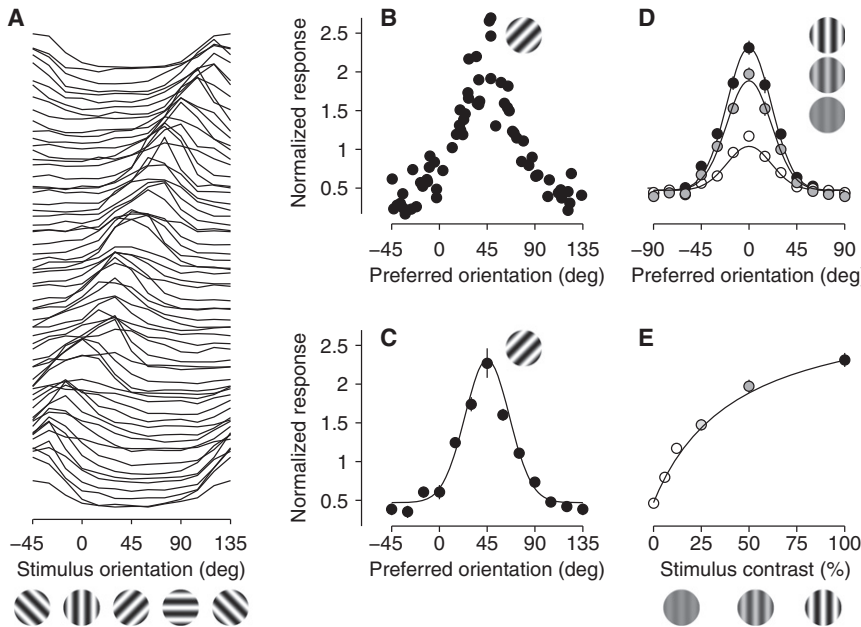 A
−45
0
45
90
135
Stimulus orientation (deg)
B
Normalized response
2.5
2
1.5
1
0.5
−45
0
45
90
135
Preferred orientation (deg)
C
Normalized response
2.5
2
1.5
1
0.5
−45
0
45
90
135
Preferred orientation (deg)
D
−90
−45
0
45
90
Preferred orientation (deg
E
0
25
50
75
100
Stimulus contrast (%)